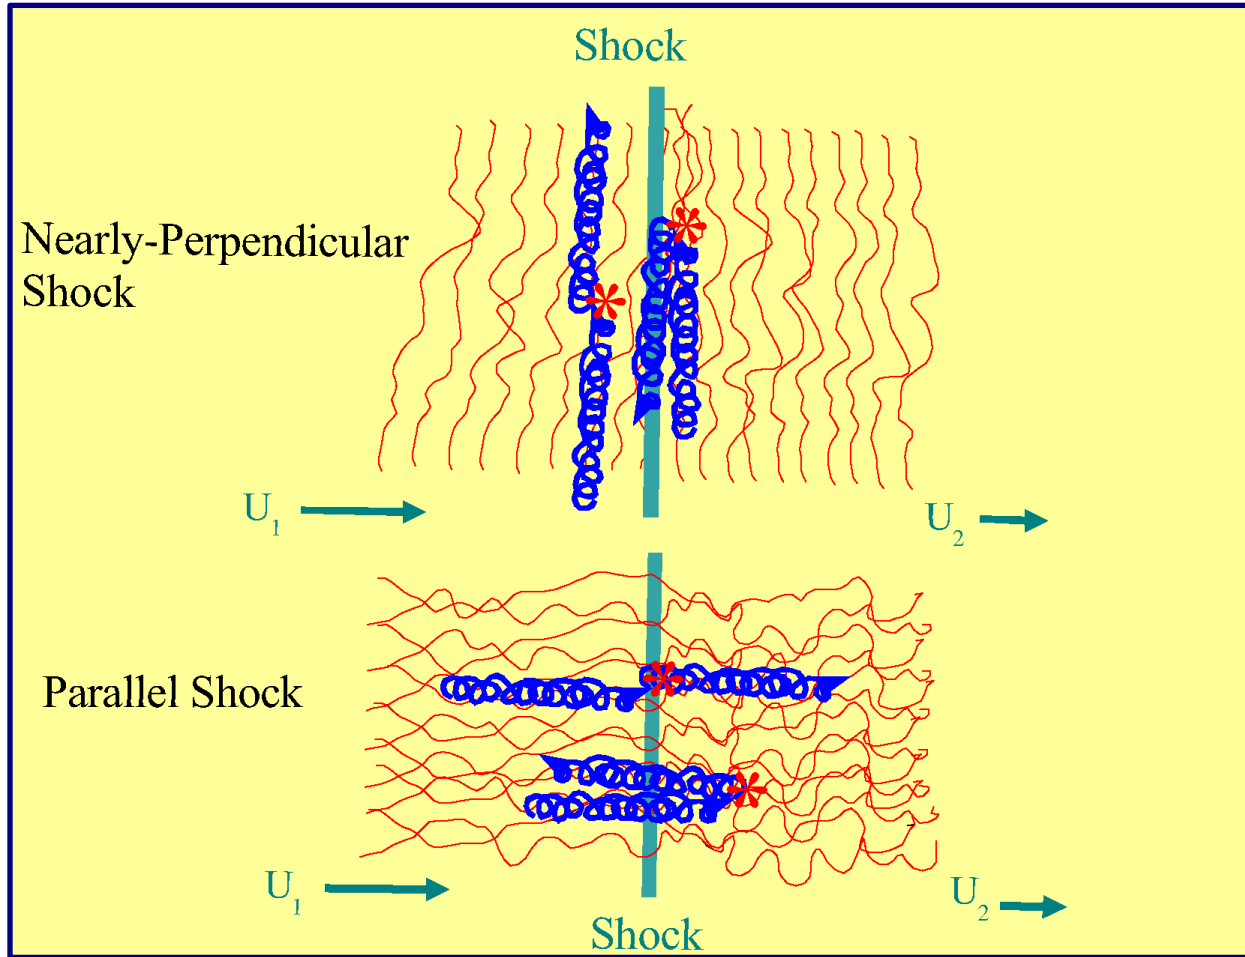 Shock
Nearly-Perpendicular
Shock
U₁
U₂
Parallel Shock
U₁
U₂
Shock